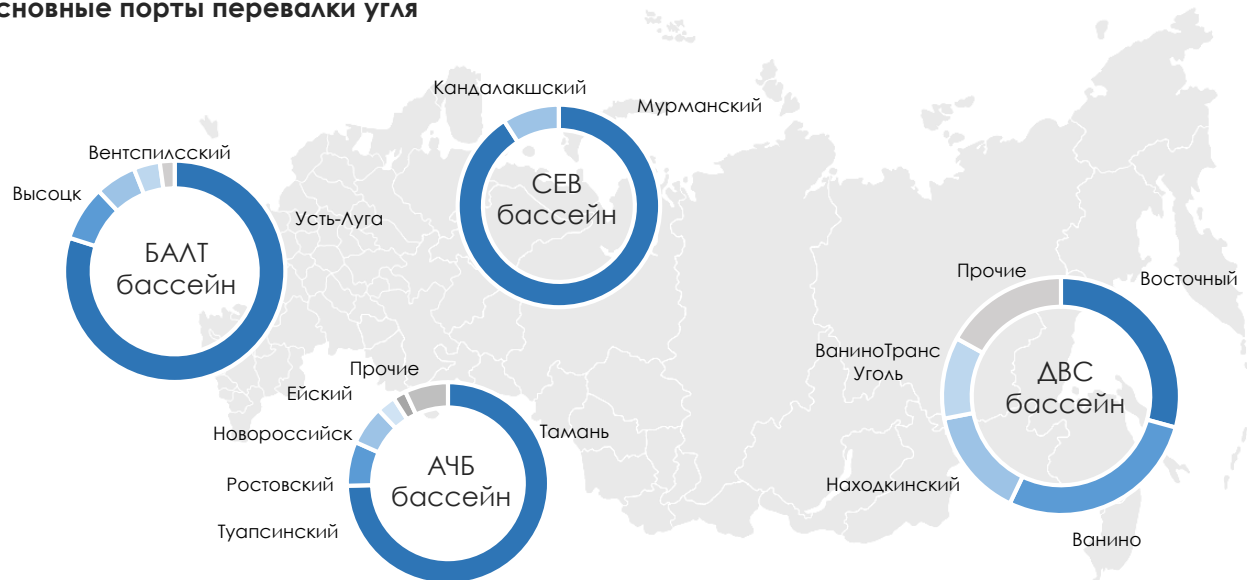 сновные порты перевалки угля
Кандалакшский
Мурманский
СЕВ
бассейн
Вентспилсский
Высоцк
Усть-Луга
БАЛТ
бассейн
Прочие
Восточный
ВаниноТранс
Уголь
ДВС
бассейн
Находкинский
Ванино
Прочие
Ейский
Новороссийск
Тамань
АЧБ
бассейн
Ростовский
Туапсинский